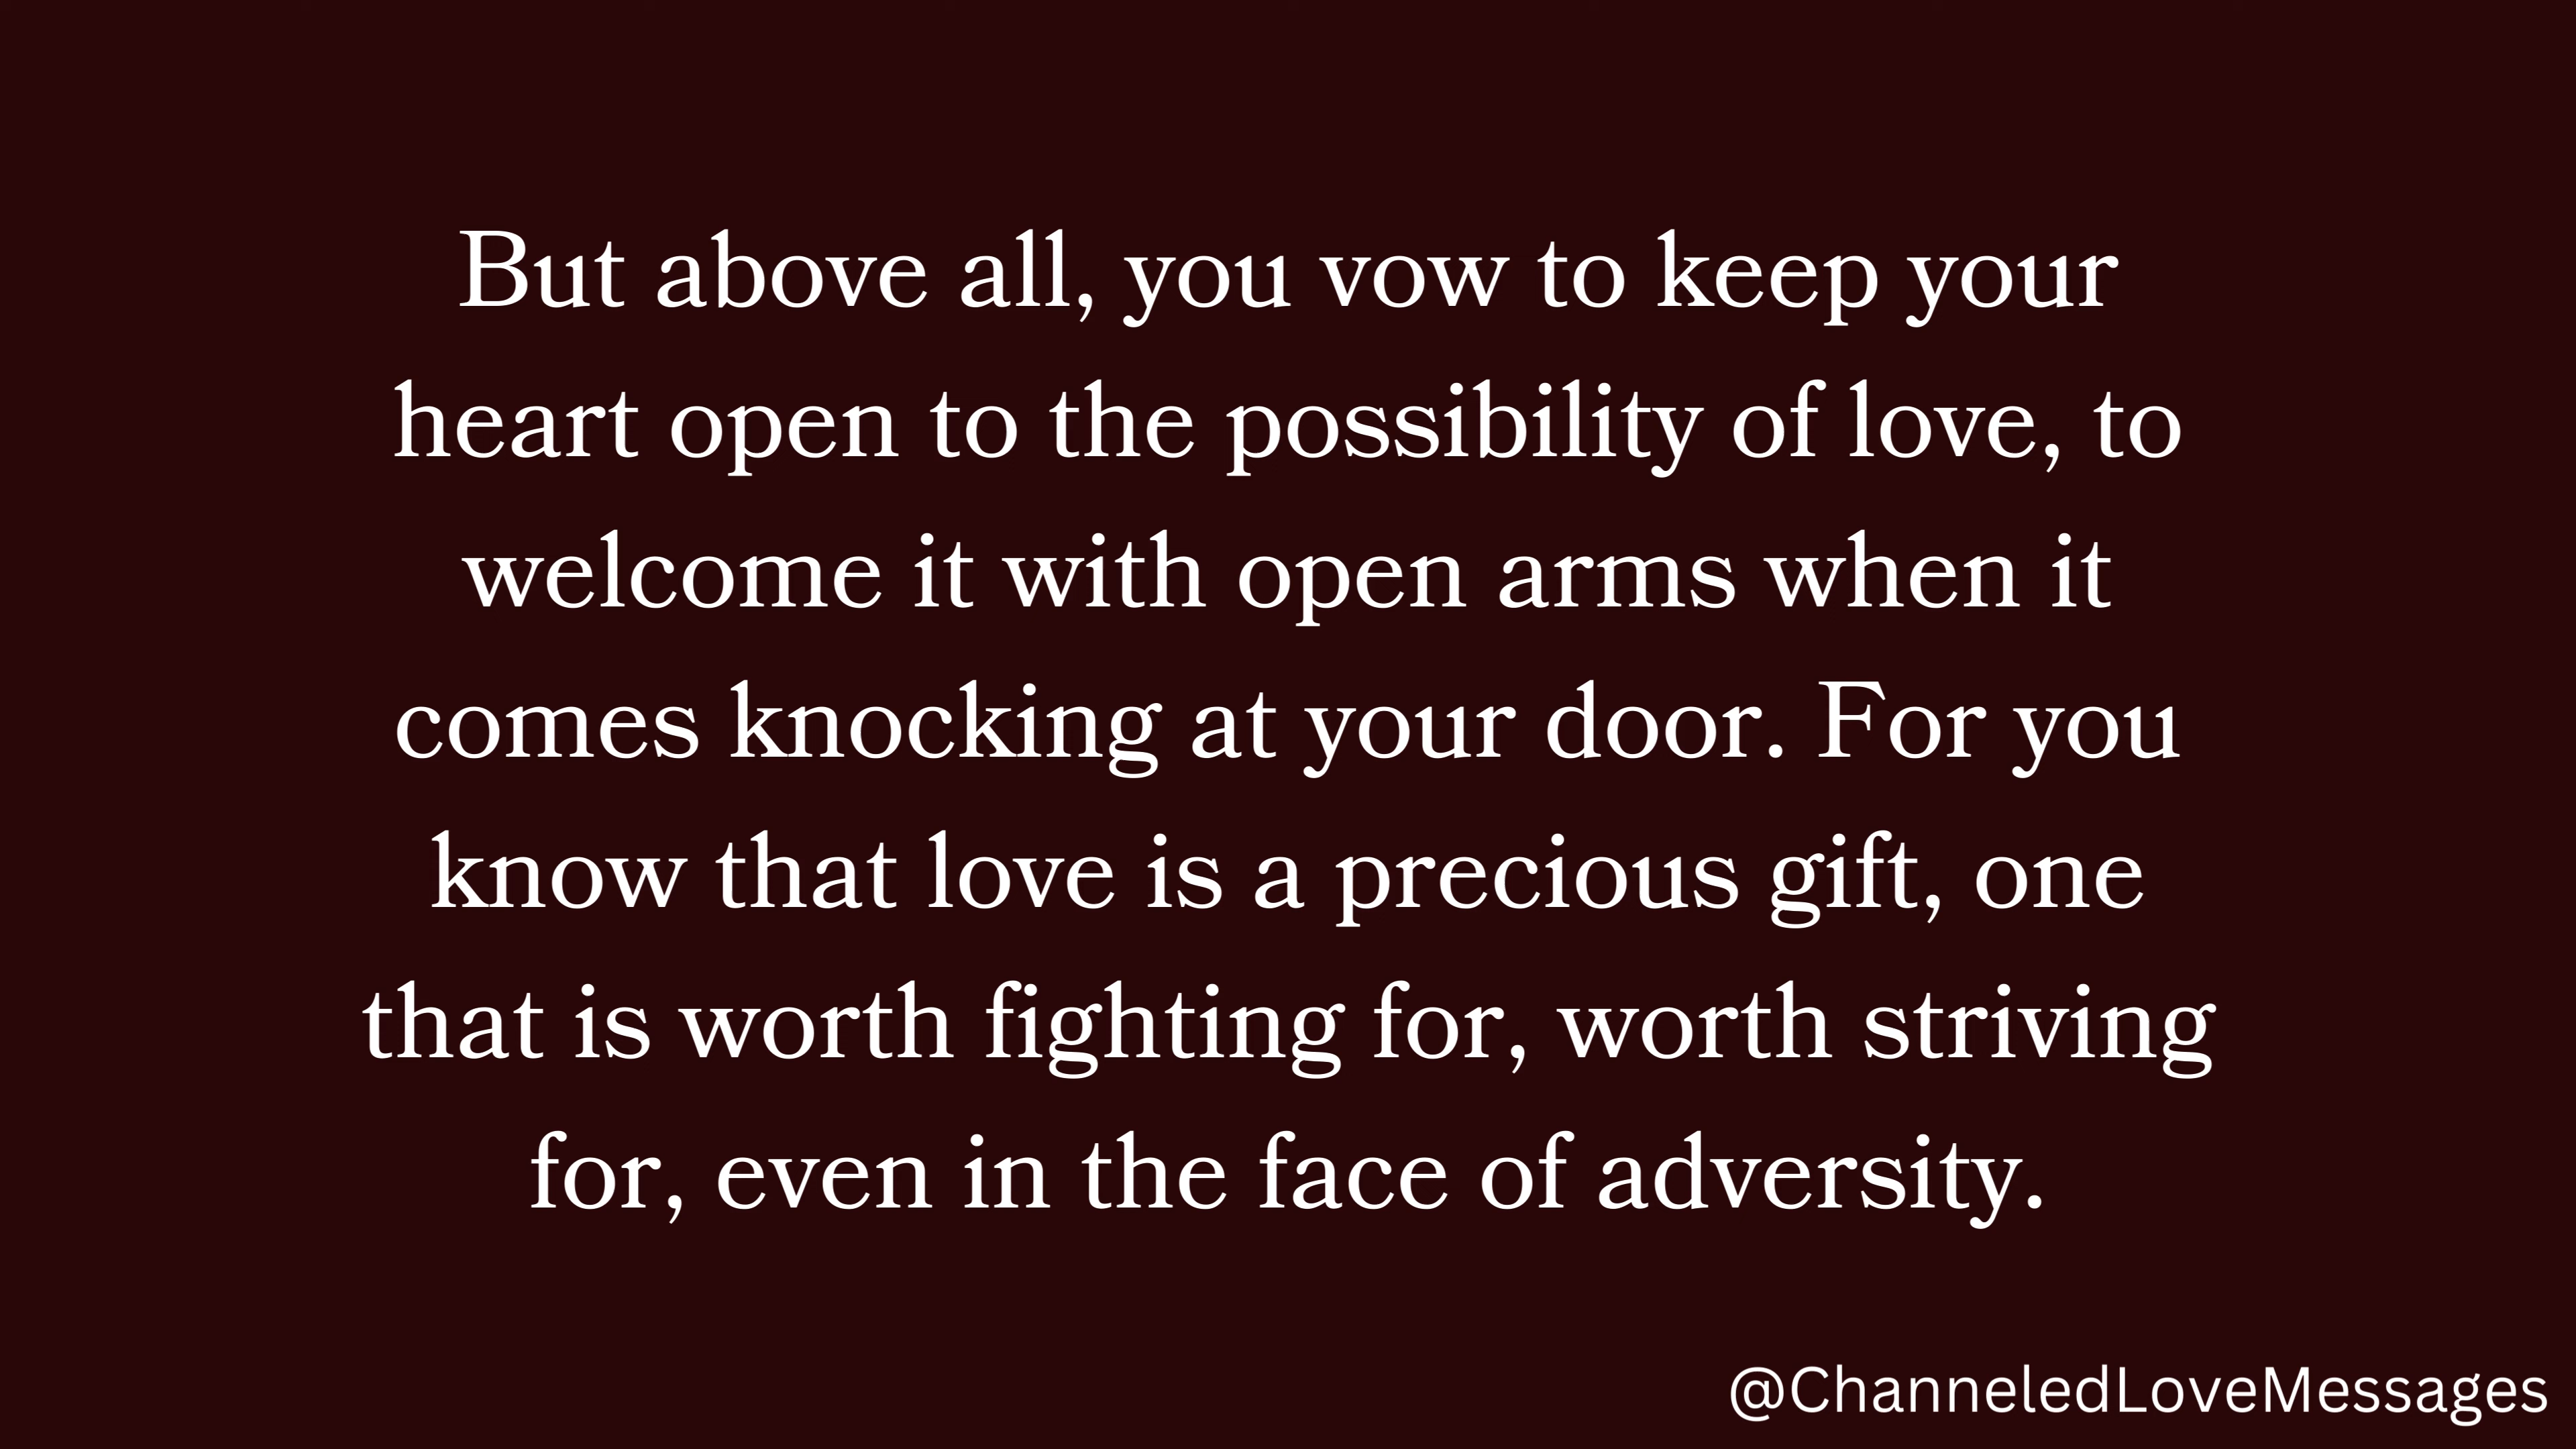 But above all, you vow to keep your
heart open to the possibility of love, to
welcome it with open arms when it
comes knocking at your door. For you
know that love is a precious gift, one
that is worth fighting for, worth striving
for, even in the face of adversity.
@ChanneledLoveMessages